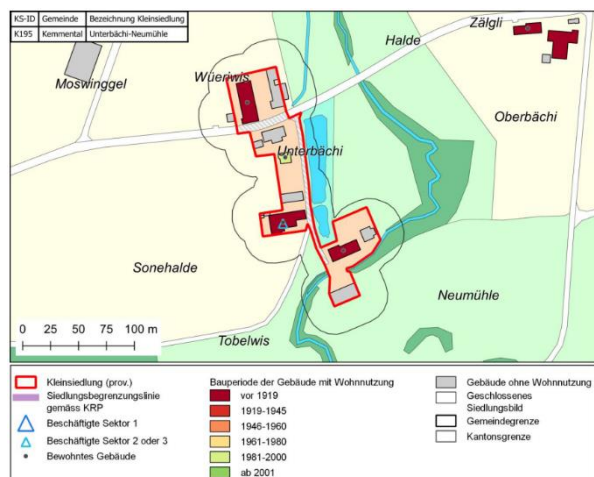 KS-ID Gemeinde Bezeichnung Kleinsiedlung
K195 Kemmental Unterbächi-Neumühle
Zälgli
Halde
Moswinggel
Wüeriwis
Oberbächi
Unterbächi
Sonehalde
Neumühle
Tobelwis
0 25 50 75 100 m
Kleinsiedlung (prov.)
Siedlungsbegrenzungslinie
gemäss KRP
Beschäftigte Sektor 1
Beschäftigte Sektor 2 oder 3
Bewohntes Gebäude
Bauperiode der Gebäude mit Wohnnutzung
vor 1919
1919-1945
1946-1960
1961-1980
1981-2000
ab 2001
Gebäude ohne Wohnnutzung
Geschlossenes
Siedlungsbild
Gemeindegrenze
Kantonsgrenze